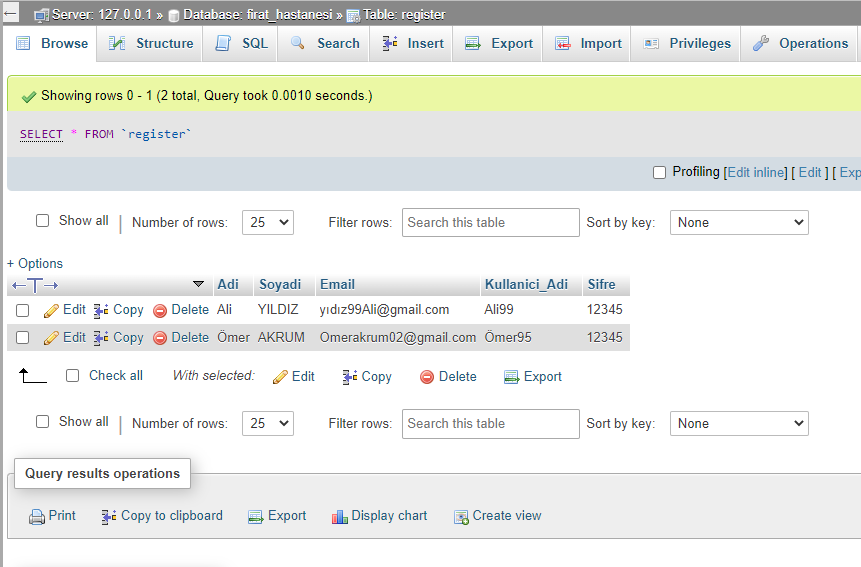 Server: 127.0.0.1 » Database: firat_hastanesi » Table: register
Browse Structure SQL Search Insert Export Import Privileges Operations
Showing rows 0 - 1 (2 total, Query took 0.0010 seconds.)
SELECT * FROM `register`
Profiling [Edit inline] [ Edit ] [ Exp
Show all | Number of rows: 25 Filter rows: Search this table Sort by key: None
+ Options
←T→ Adi Soyadi Email Kullanici_Adi Sifre
Edit Copy Delete Ali YILDIZ yıdız99Ali@gmail.com Ali99 12345
Edit Copy Delete Ömer AKRUM Omerakrum02@gmail.com Ömer95 12345
Check all With selected: Edit Copy Delete Export
Show all | Number of rows: 25 Filter rows: Search this table Sort by key: None
Query results operations
Print Copy to clipboard Export Display chart Create view